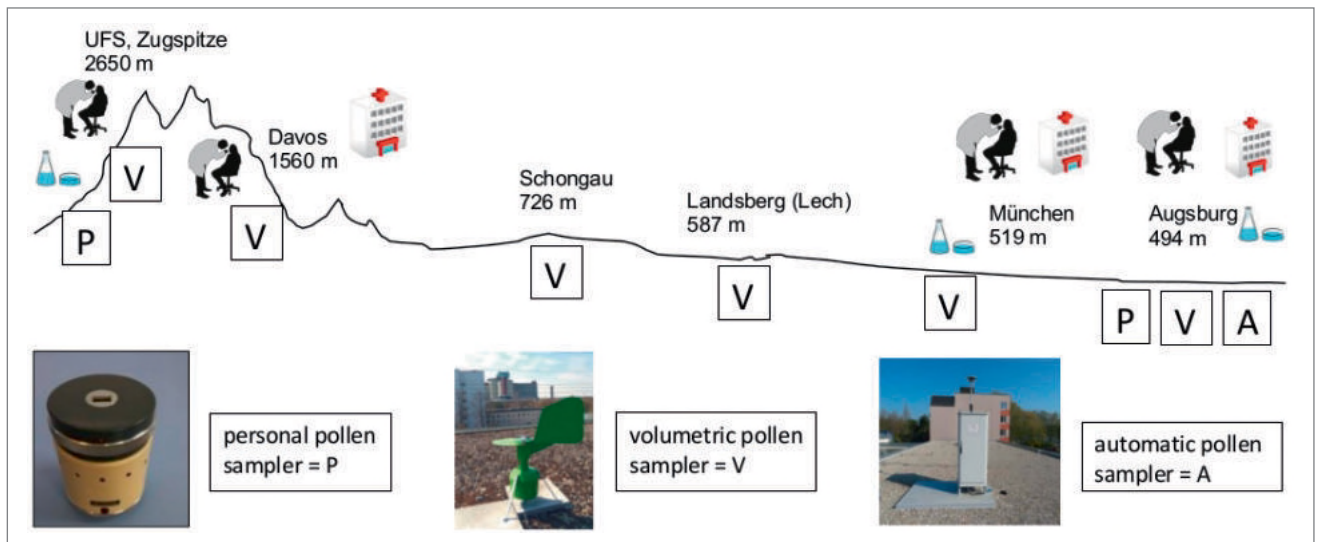 UFS, Zugspitze
2650 m
Davos
1560 m
Schongau
726 m
Landsberg (Lech)
587 m
München
519 m
Augsburg
494 m
V
P
V
V
V
V
P
V
A
personal pollen
sampler = P
volumetric pollen
sampler = V
automatic pollen
sampler = A